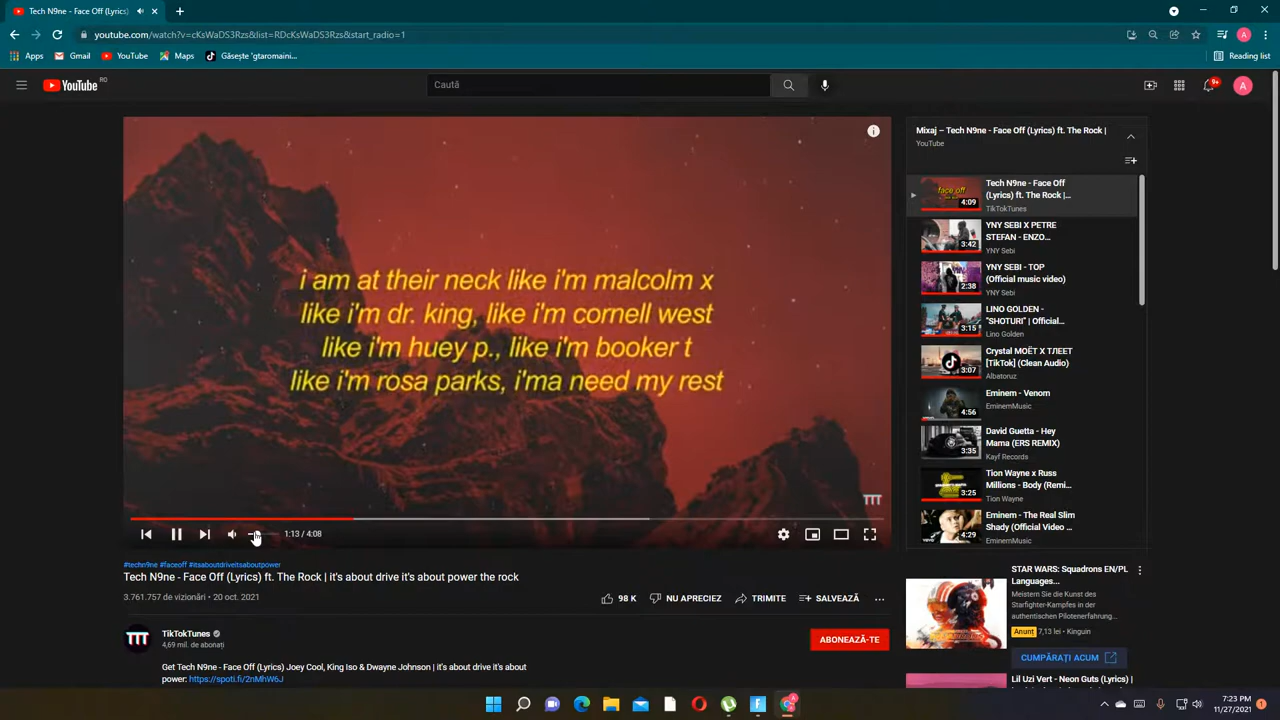 Tech N9ne - Face Off (Lyrics)
youtube.com/watch?v=cKsWaDS3Rzs&list=RDcKsWaDS3Rzs&start_radio=1
Apps
Gmail
YouTube
Maps
Găsește 'gtaromaini...
Reading list
YouTube RO
Caută
9+
A
i am at their neck like i'm malcolm x
like i'm dr. king, like i'm cornell west
like i'm huey p., like i'm booker t
like i'm rosa parks, i'ma need my rest
TTT
1:13 / 4:08
#techn9ne #faceoff #itsaboutdriveitsaboutpower
Tech N9ne - Face Off (Lyrics) ft. The Rock | it's about drive it's about power the rock
3.761.757 de vizionări • 20 oct. 2021
98 K
NU APRECIEZ
TRIMITE
SALVEAZĂ
TTT
TikTokTunes
4,69 mil. de abonați
ABONEAZĂ-TE
Get Tech N9ne - Face Off (Lyrics) Joey Cool, King Iso & Dwayne Johnson | it's about drive it's about
power: https://spoti.fi/2nMhW6J
Mixaj – Tech N9ne - Face Off (Lyrics) ft. The Rock |
YouTube
face off
4:09
Tech N9ne - Face Off
(Lyrics) ft. The Rock |...
TikTokTunes
3:42
YNY SEBI X PETRE
STEFAN - ENZO...
YNY Sebi
2:38
YNY SEBI - TOP
(Official music video)
YNY Sebi
3:15
LINO GOLDEN -
"SHOTURI" | Official...
Lino Golden
3:07
Crystal MOËT X ТЛЕЕТ
[TikTok] (Clean Audio)
Albatoruz
4:56
Eminem - Venom
EminemMusic
3:35
David Guetta - Hey
Mama (ERS REMIX)
Kayf Records
3:25
Tion Wayne x Russ
Millions - Body (Remi...
Tion Wayne
4:29
Eminem - The Real Slim
Shady (Official Video ...
EminemMusic
STAR WARS: Squadrons EN/PL
Languages...
Meistern Sie die Kunst des
Starfighter-Kampfes in der
authentischen Pilotenerfahrung...
Anunț 7,13 lei • Kinguin
CUMPĂRAȚI ACUM
Lil Uzi Vert - Neon Guts (Lyrics) |
7:23 PM
11/27/2021